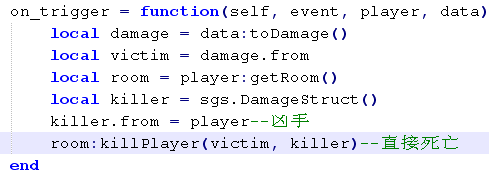 on_trigger = function(self, event, player, data)
    local damage = data:toDamage()
    local victim = damage.from
    local room = player:getRoom()
    local killer = sgs.DamageStruct()
    killer.from = player--凶手
    room:killPlayer(victim, killer)--直接死亡
end